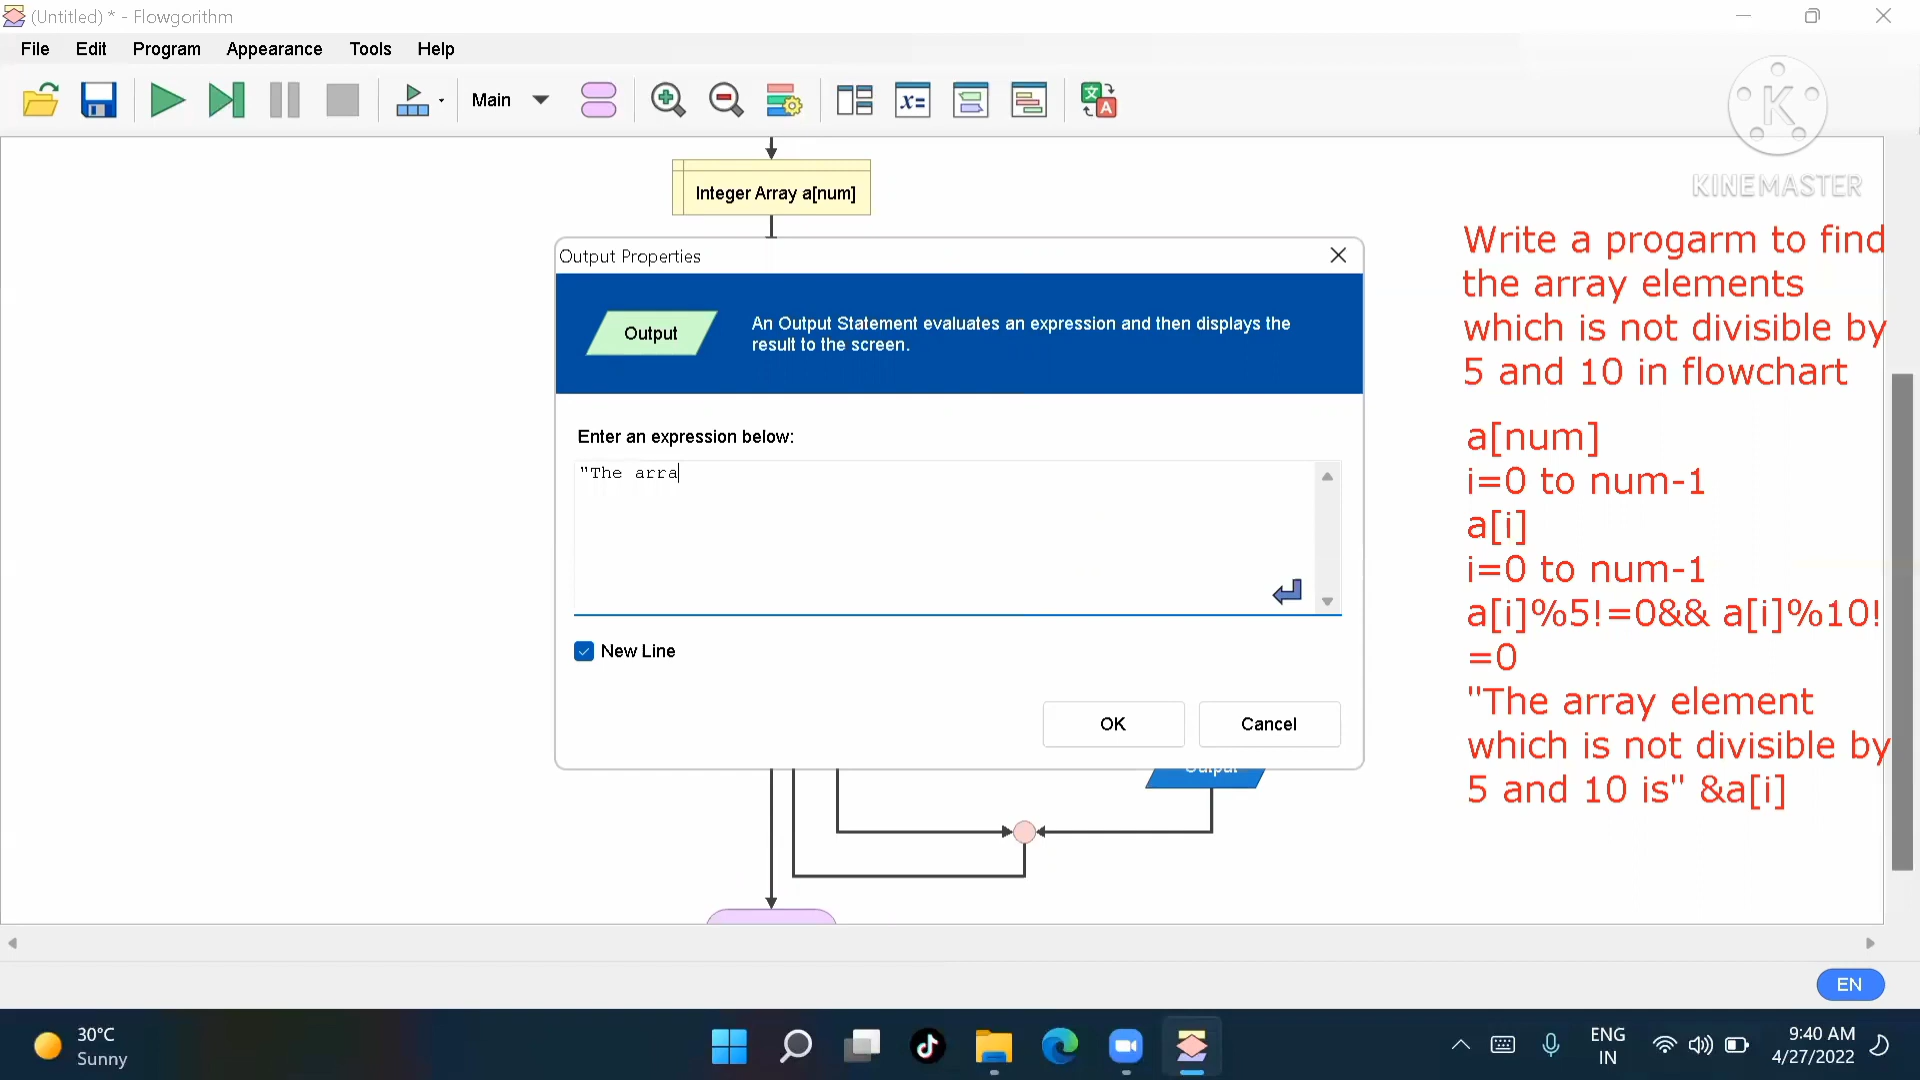 (Untitled) * - Flowgorithm
File Edit Program Appearance Tools Help
Main
x=
A
K
KINEMASTER
Integer Array a[num]
Output Properties
Output
An Output Statement evaluates an expression and then displays the
result to the screen.
Enter an expression below:
"The arra
New Line
OK Cancel
Output
Write a progarm to find
the array elements
which is not divisible by
5 and 10 in flowchart
a[num]
i=0 to num-1
a[i]
i=0 to num-1
a[i]%5!=0&& a[i]%10!
=0
"The array element
which is not divisible by
5 and 10 is" &a[i]
EN
30°C
Sunny
ENG
IN
9:40 AM
4/27/2022